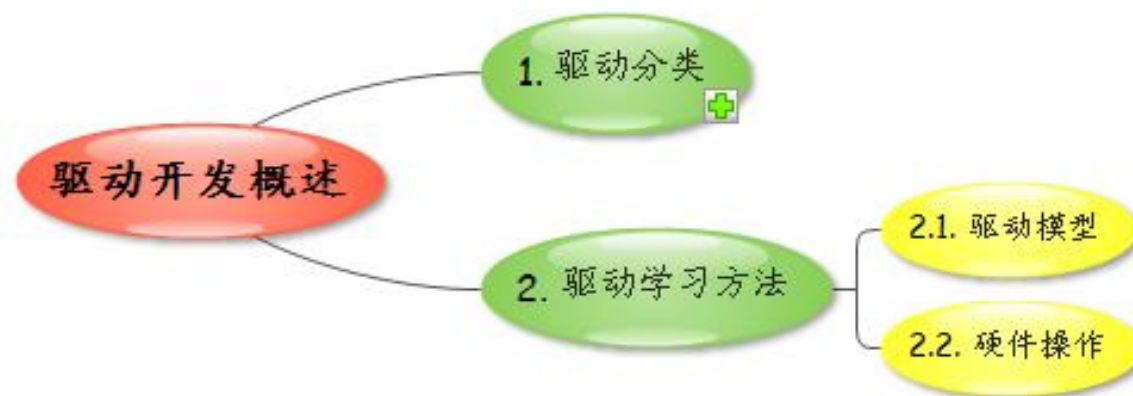 驱动开发概述
1. 驱动分类
2. 驱动学习方法
2.1. 驱动模型
2.2. 硬件操作